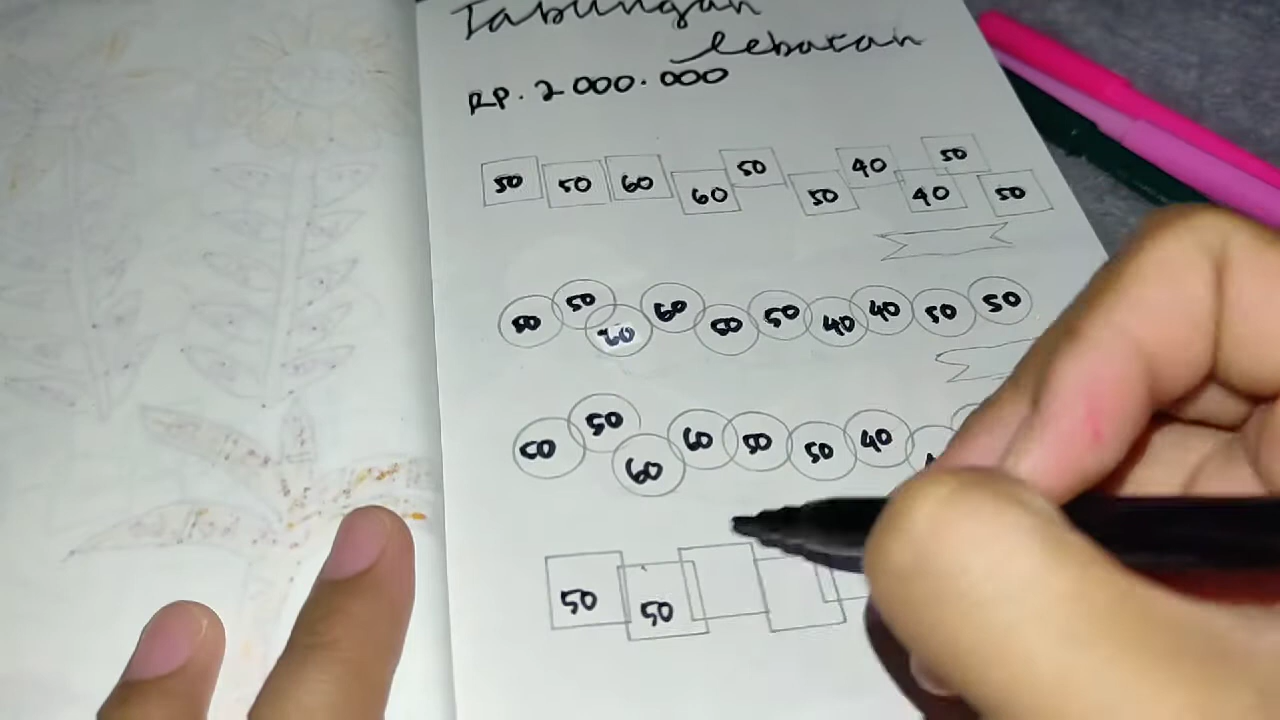 Tabungan
lebaran
RP. 2 000.000
50 50 60 60 50 50 40 40 50 50
50 50 60 60 50 50 40 40 50 50
50 50 60 60 50 50 40
50 50